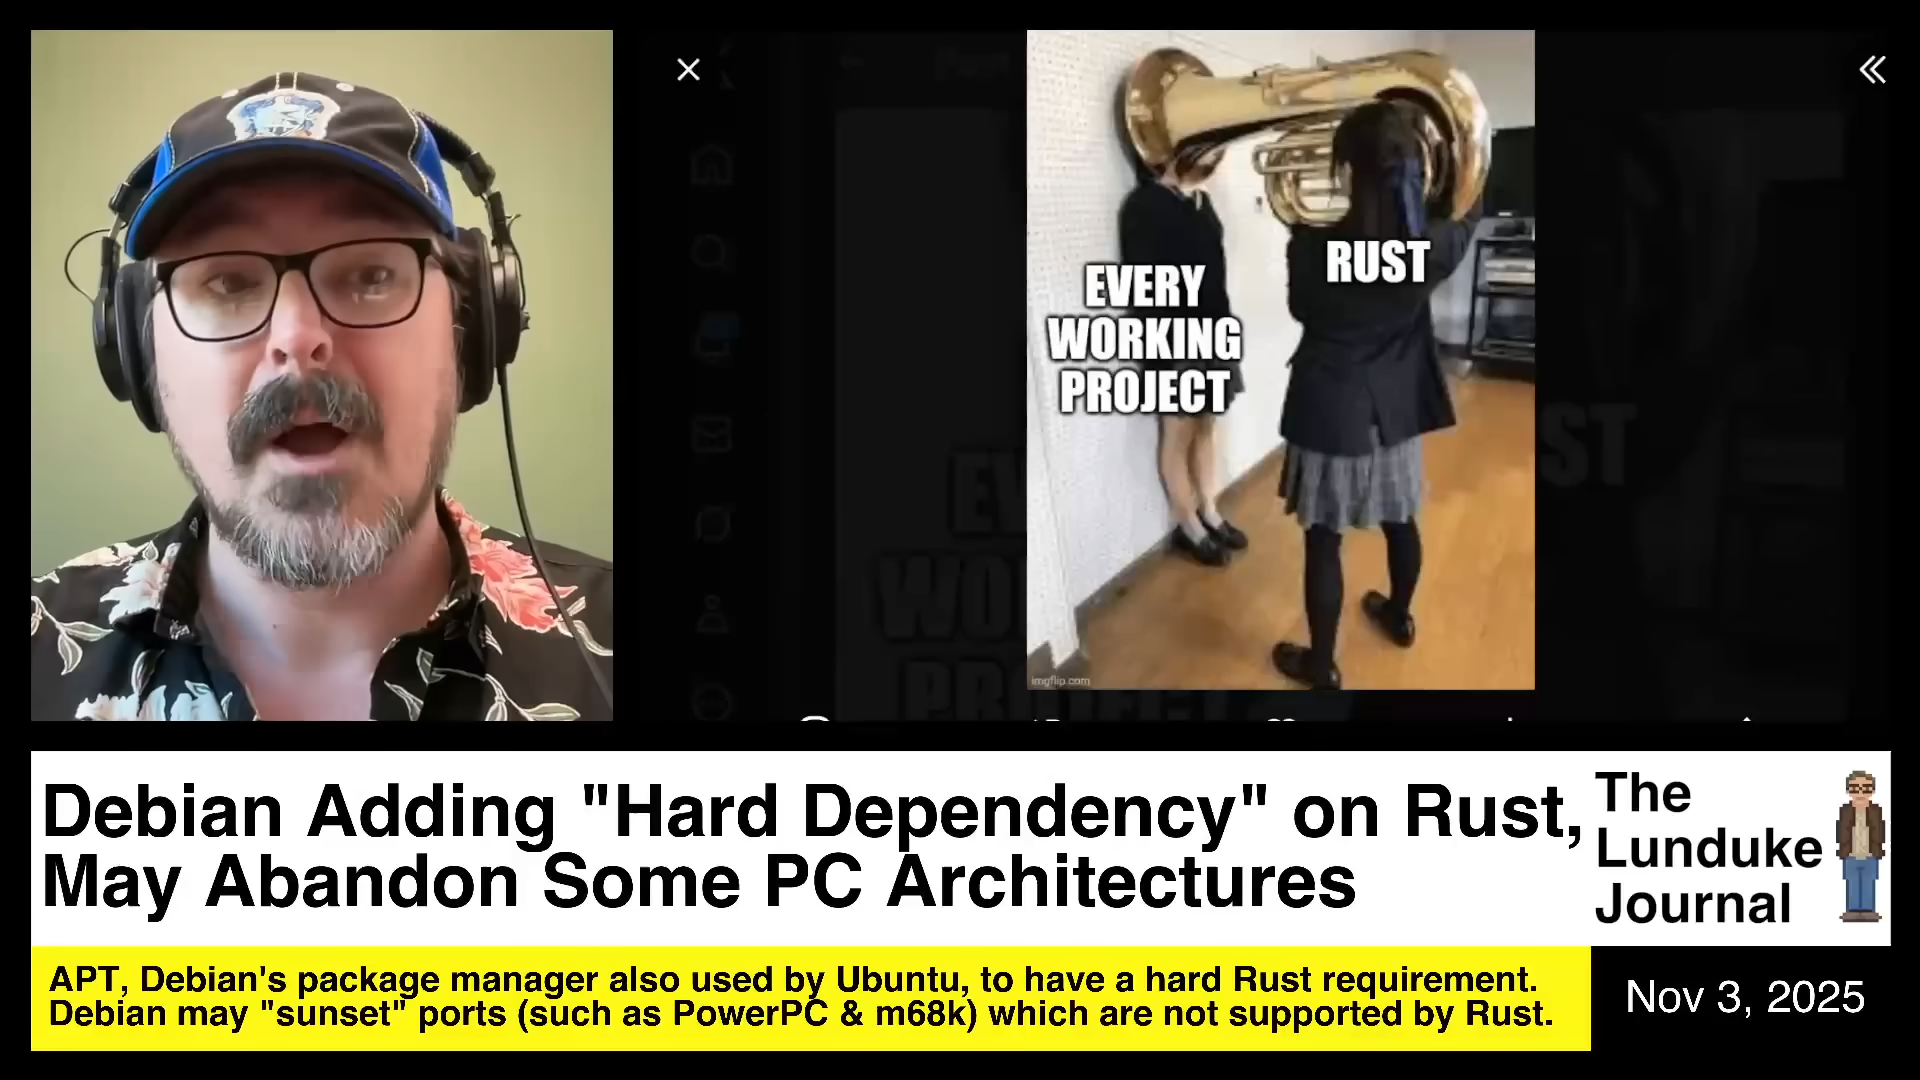 EVERY
WORKING
PROJECT
RUST
imgflip.com
Debian Adding "Hard Dependency" on Rust,
May Abandon Some PC Architectures
The
Lunduke
Journal
APT, Debian's package manager also used by Ubuntu, to have a hard Rust requirement.
Debian may "sunset" ports (such as PowerPC & m68k) which are not supported by Rust.
Nov 3, 2025